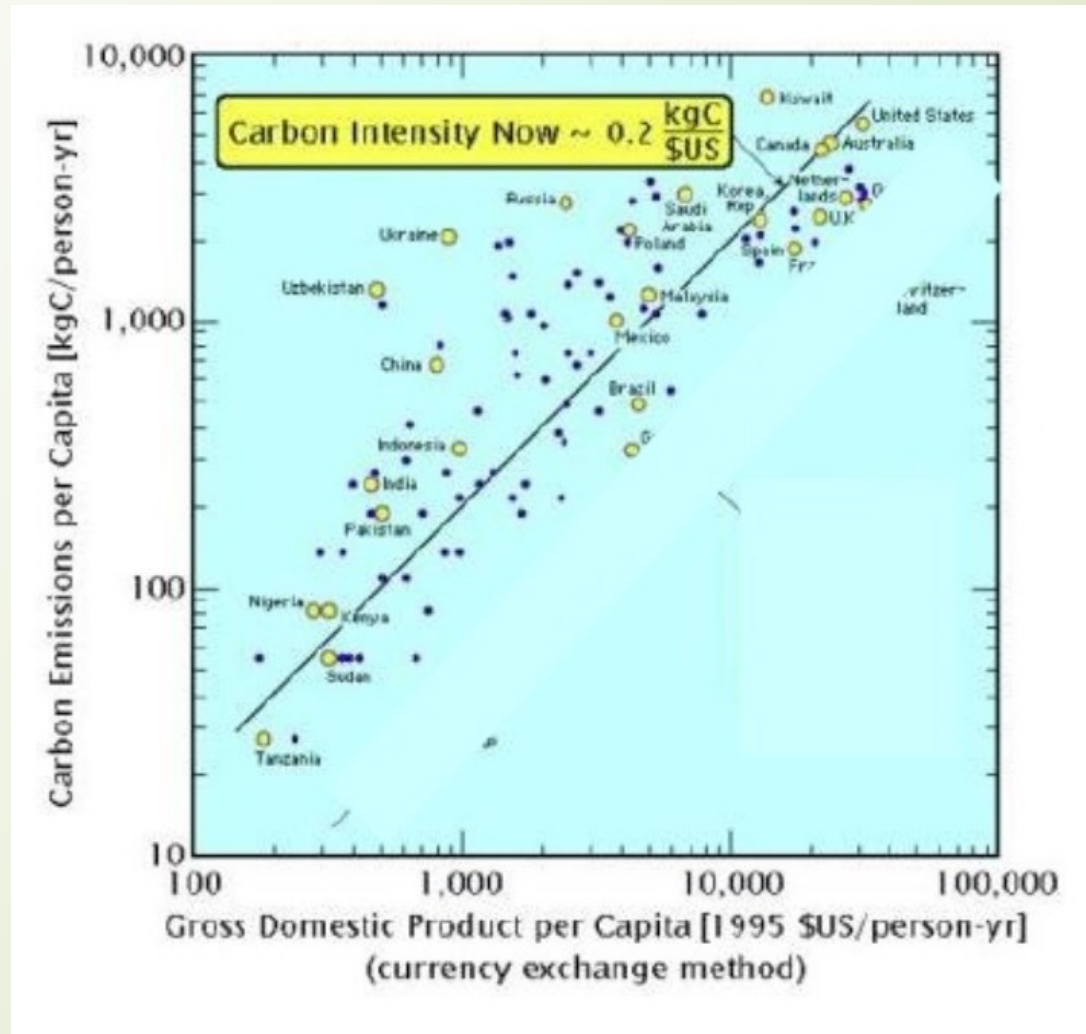 10,000
Carbon Intensity Now ~ 0.2 kgC
$US
Kuwait
United States
Canada
Australia
Russia
Saudi
Arabia
Korea
Rep
Nether-
lands
U.K
Ukraine
Poland
Spain
Uzbekistan
Malaysia
land
1,000
Mexico
China
Brazil
Indonesia
India
Pakistan
100
Nigeria
Kenya
Sudan
Tanzania
10
100
1,000
10,000
100,000
Carbon Emissions per Capita [kgC/person-yr]
Gross Domestic Product per Capita [1995 $US/person-yr]
(currency exchange method)